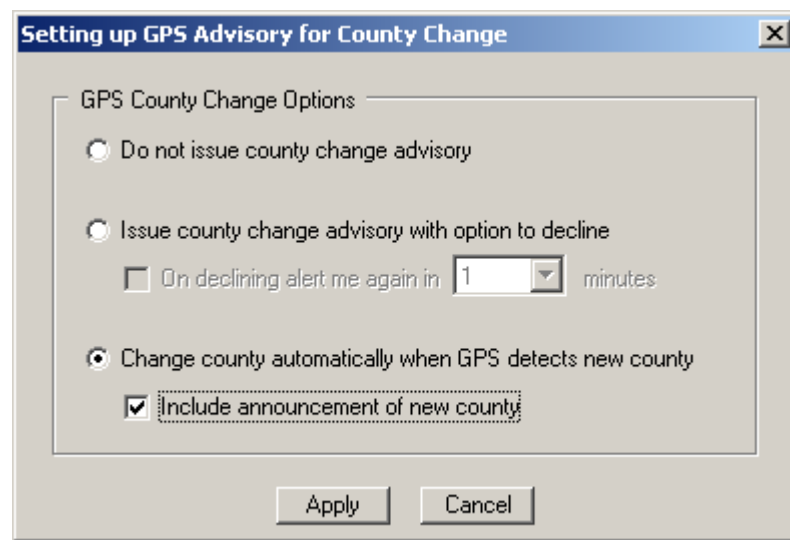 Setting up GPS Advisory for County Change
GPS County Change Options
Do not issue county change advisory
Issue county change advisory with option to decline
On declining alert me again in 1 minutes
Change county automatically when GPS detects new county
Include announcement of new county
Apply Cancel